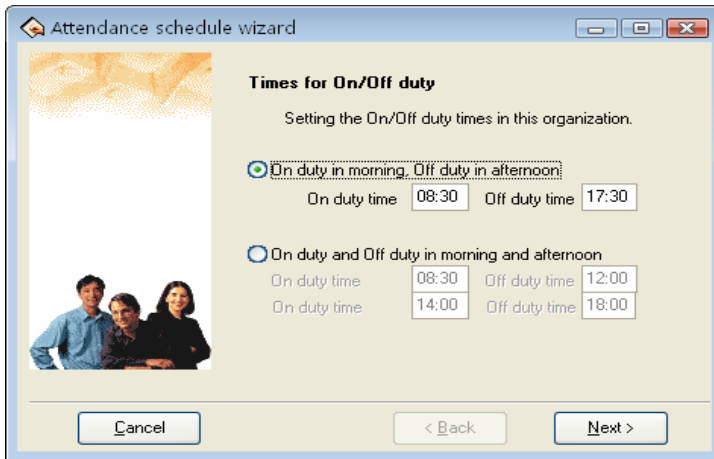 Attendance schedule wizard
Times for On/Off duty
Setting the On/Off duty times in this organization.
On duty in morning, Off duty in afternoon
On duty time 08:30 Off duty time 17:30
On duty and Off duty in morning and afternoon
On duty time 08:30 Off duty time 12:00
On duty time 14:00 Off duty time 18:00
Cancel < Back Next >